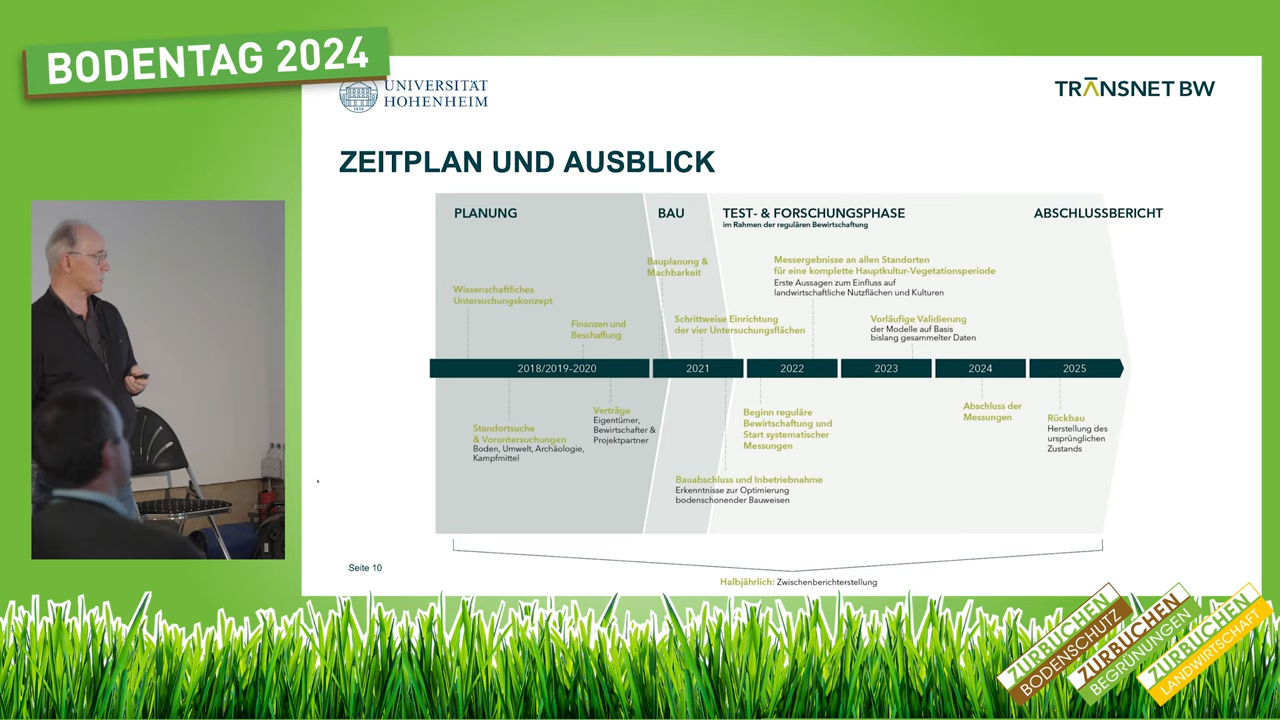 BODENTAG 2024
UNIVERSITÄT
HOHENHEIM
1818
TRANSNET BW
ZEITPLAN UND AUSBLICK
PLANUNG
BAU
TEST- & FORSCHUNGSPHASE
im Rahmen der regulären Bewirtschaftung
ABSCHLUSSBERICHT
Wissenschaftliches
Untersuchungskonzept
Finanzen und
Beschaffung
Bauplanung &
Machbarkeit
Schrittweise Einrichtung
der vier Untersuchungsflächen
Messergebnisse an allen Standorten
für eine komplette Hauptkultur-Vegetationsperiode
Erste Aussagen zum Einfluss auf
landwirtschaftliche Nutzflächen und Kulturen
Vorläufige Validierung
der Modelle auf Basis
bislang gesammelter Daten
2018/2019-2020
2021
2022
2023
2024
2025
Standortsuche
& Voruntersuchungen
Boden, Umwelt, Archäologie,
Kampfmittel
Verträge
Eigentümer,
Bewirtschafter &
Projektpartner
Bauabschluss und Inbetriebnahme
Erkenntnisse zur Optimierung
bodenschonender Bauweisen
Beginn reguläre
Bewirtschaftung und
Start systematischer
Messungen
Abschluss der
Messungen
Rückbau
Herstellung des
ursprünglichen
Zustands
Seite 10
Halbjährlich: Zwischenberichterstellung
ZURBUCHEN
BODENSCHUTZ
ZURBUCHEN
BEGRÜNUNGEN
ZURBUCHEN
LANDWIRTSCHAFT